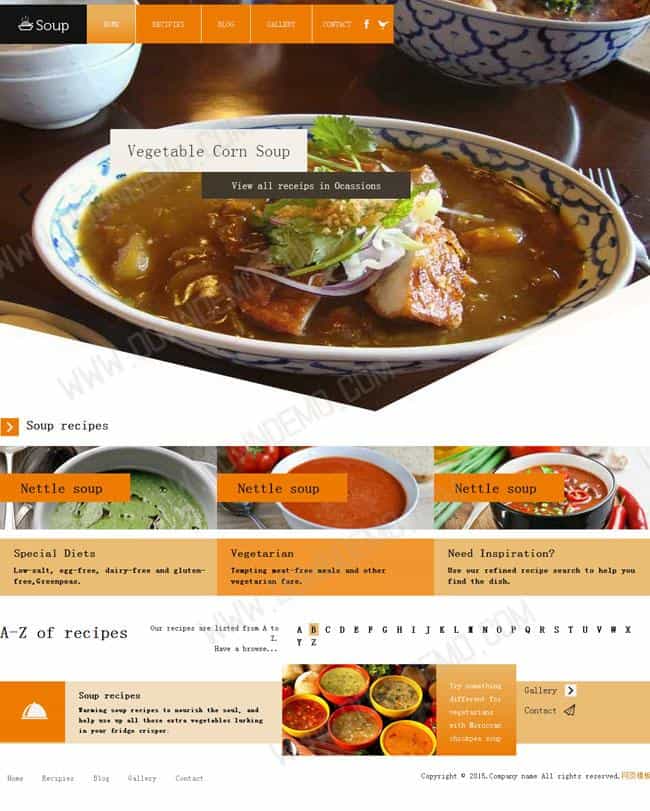 Soup
HOME
RECIPIES
BLOG
GALLERY
CONTACT
Vegetable Corn Soup
View all receips in Ocassions
Soup recipes
Nettle soup
Nettle soup
Nettle soup
Special Diets
Low-salt, egg-free, dairy-free and gluten-
free,Greenpeas.
Vegetarian
Tempting meat-free meals and other
vegetarian fare.
Need Inspiration?
Use our refined recipe search to help you
find the dish.
A-Z of recipes
Our recipes are listed from A to
Z.
Have a browse...
A B C D E F G H I J K L M N O P Q R S T U V W X
Y Z
Soup recipes
Warming soup recipes to nourish the soul, and
help use up all those extra vegetables lurking
in your fridge crisper.
Try something
different for
vegetarians
with Moroccan
chickpea soup
Gallery
Contact
Home
Recipies
Blog
Gallery
Contact
Copyright © 2015.Company name All rights reserved.网页模板